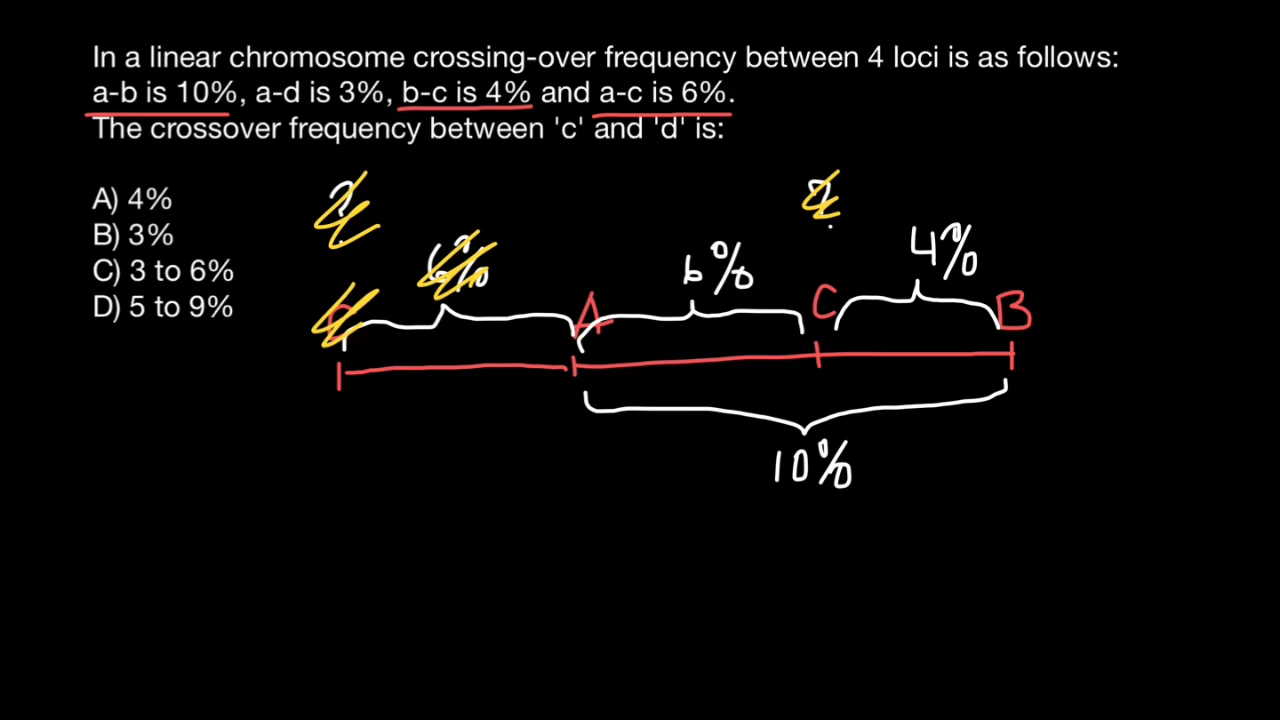 In a linear chromosome crossing-over frequency between 4 loci is as follows:
a-b is 10%, a-d is 3%, b-c is 4% and a-c is 6%.
The crossover frequency between 'c' and 'd' is:
A) 4%
B) 3%
C) 3 to 6%
D) 5 to 9%
?
6%
6%
4%
A
C
B
10%